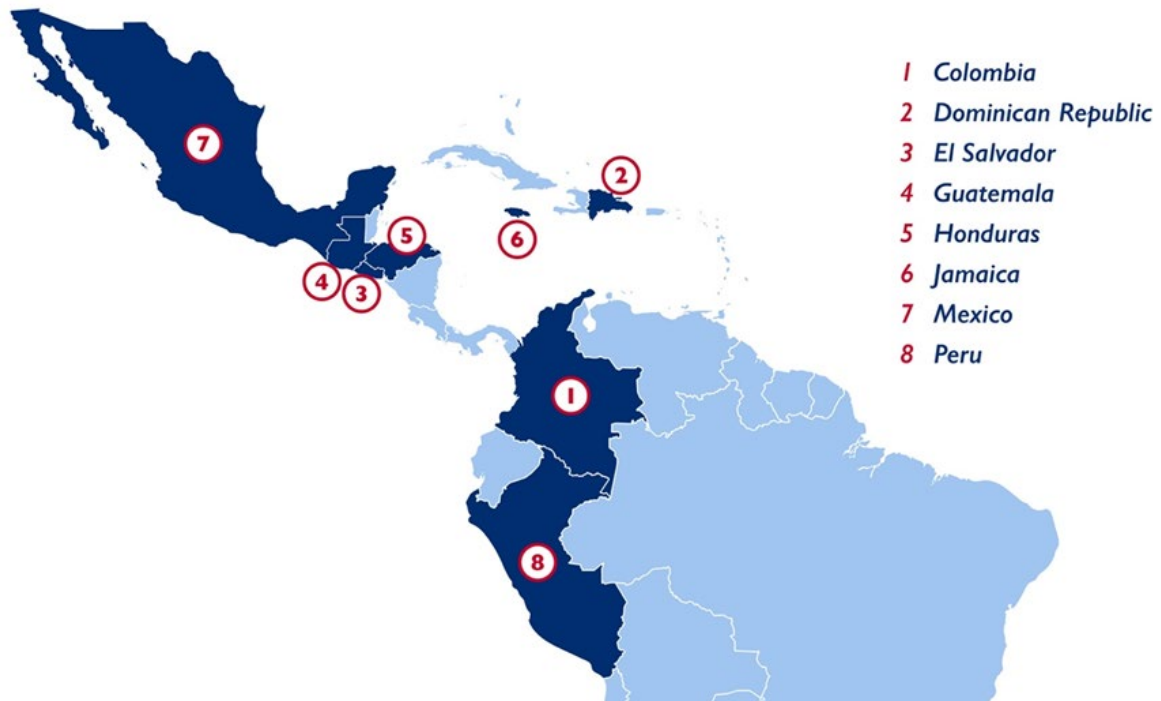 1 Colombia
2 Dominican Republic
3 El Salvador
4 Guatemala
5 Honduras
6 Jamaica
7 Mexico
8 Peru
7
2
5
6
4
3
1
8